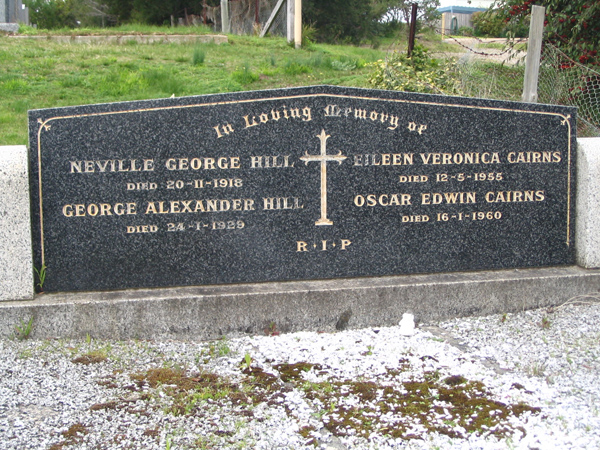 In Loving Memory of
NEVILLE GEORGE HILL
DIED 20-11-1918
GEORGE ALEXANDER HILL
DIED 24-1-1929
EILEEN VERONICA CAIRNS
DIED 12-5-1955
OSCAR EDWIN CAIRNS
DIED 16-1-1960
R·I·P